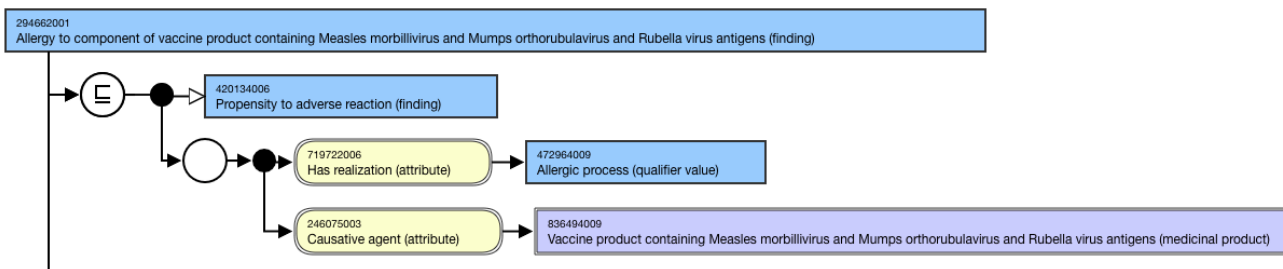 294662001
Allergy to component of vaccine product containing Measles morbillivirus and Mumps orthorubulavirus and Rubella virus antigens (finding)
⊑
420134006
Propensity to adverse reaction (finding)
719722006
Has realization (attribute)
472964009
Allergic process (qualifier value)
246075003
Causative agent (attribute)
836494009
Vaccine product containing Measles morbillivirus and Mumps orthorubulavirus and Rubella virus antigens (medicinal product)